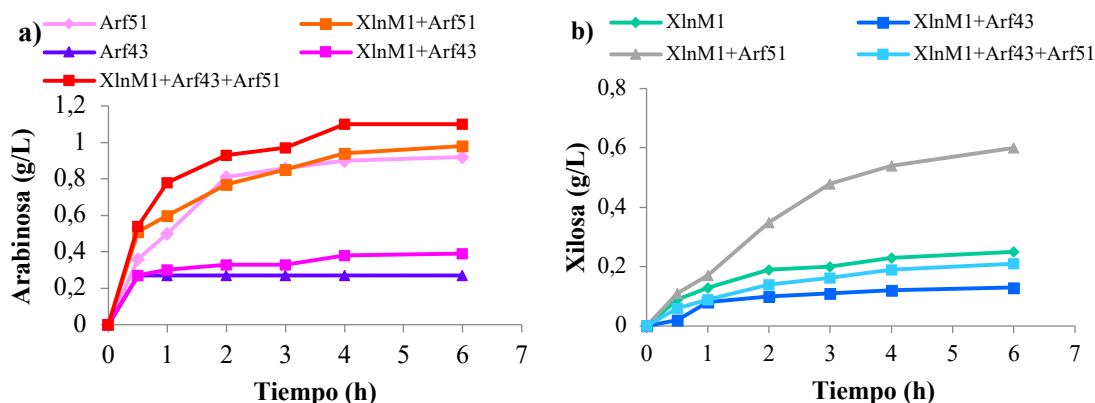 a)
Arf51
XlnM1+Arf51
Arf43
XlnM1+Arf43
XlnM1+Arf43+Arf51
1,2
1
0,8
0,6
0,4
0,2
0
Arabinosa (g/L)
0 1 2 3 4 5 6 7
Tiempo (h)
b)
XlnM1
XlnM1+Arf43
XlnM1+Arf51
XlnM1+Arf43+Arf51
0,8
0,6
0,4
0,2
0
Xilosa (g/L)
0 1 2 3 4 5 6 7
Tiempo (h)